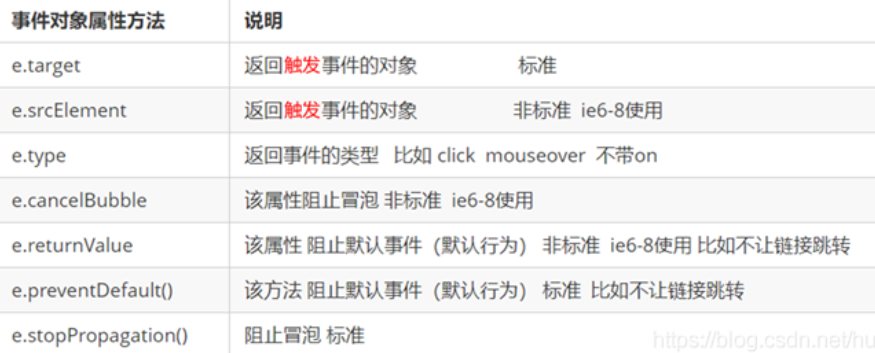 事件对象属性方法 说明
e.target 返回触发事件的对象 标准
e.srcElement 返回触发事件的对象 非标准 ie6-8使用
e.type 返回事件的类型 比如 click mouseover 不带on
e.cancelBubble 该属性阻止冒泡 非标准 ie6-8使用
e.returnValue 该属性 阻止默认事件（默认行为） 非标准 ie6-8使用 比如不让链接跳转
e.preventDefault() 该方法 阻止默认事件（默认行为） 标准 比如不让链接跳转
e.stopPropagation() 阻止冒泡 标准
https://blog.csdn.net/hu